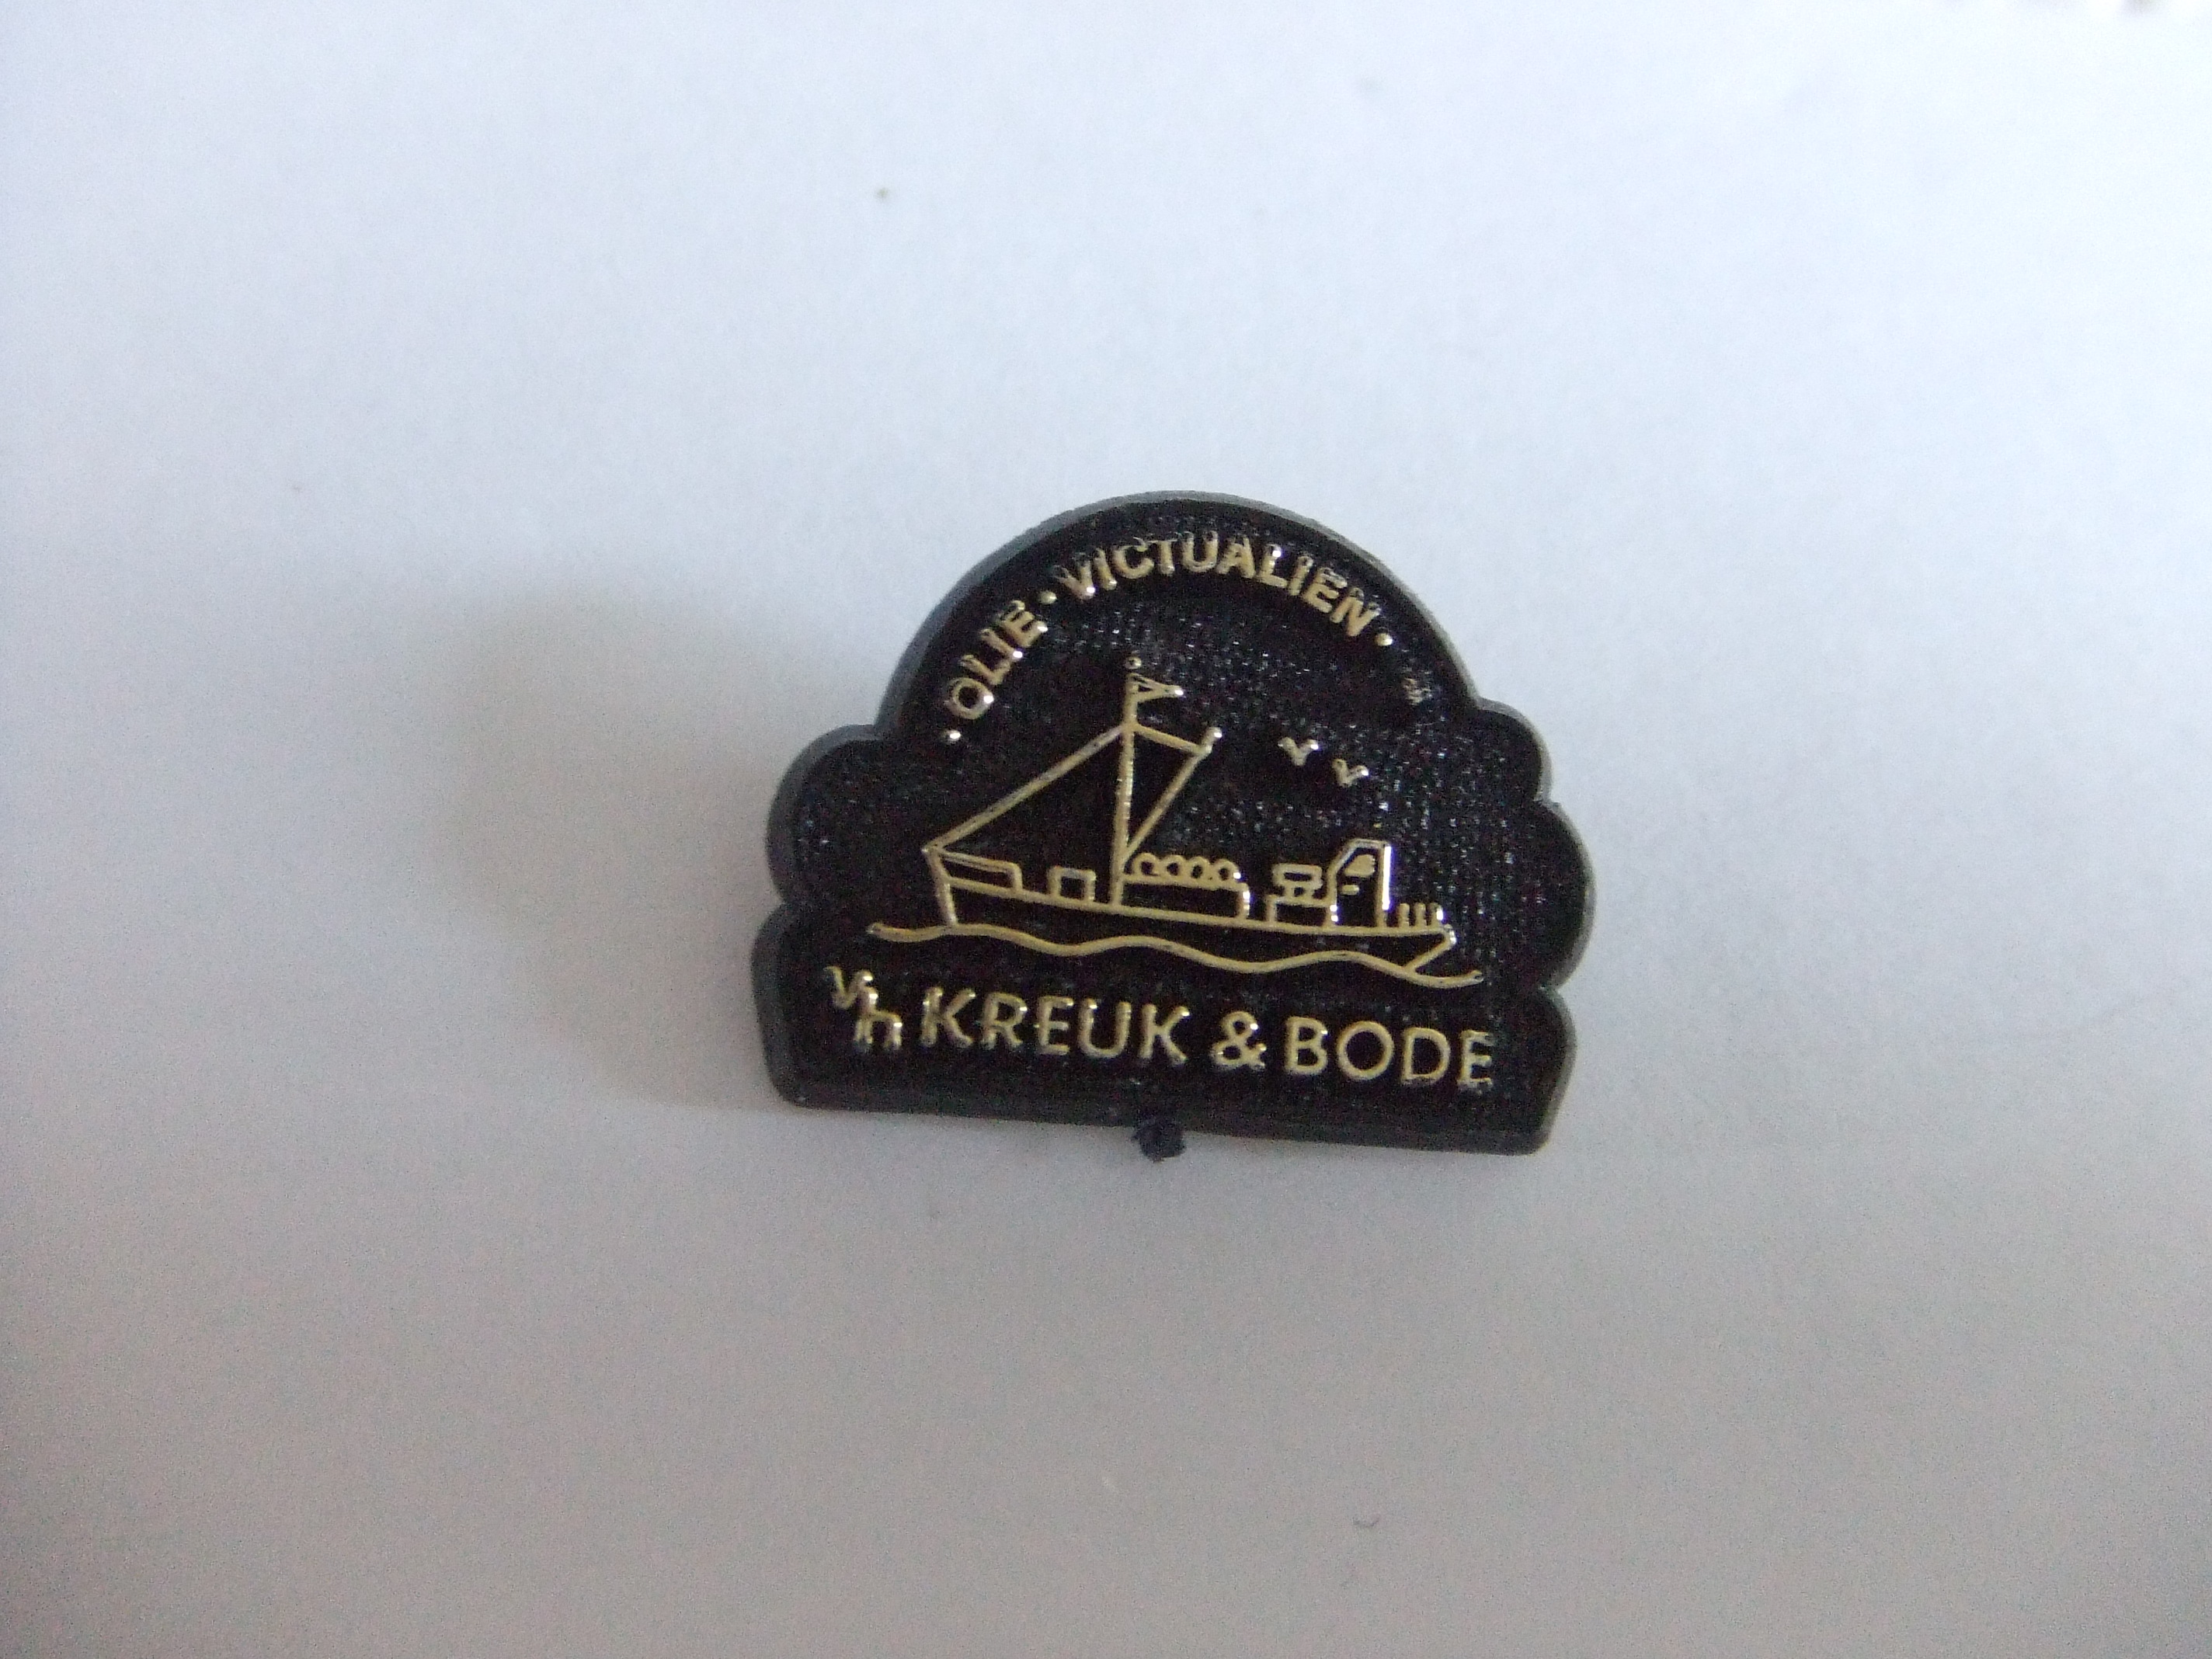 · OLIE · VICTUALIEN ·
v/h KREUK & BODE